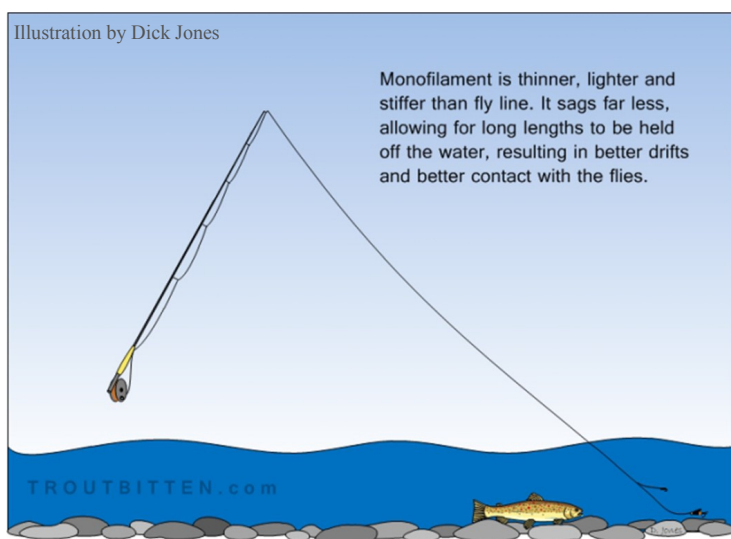 Illustration by Dick Jones
Monofilament is thinner, lighter and
stiffer than fly line. It sags far less,
allowing for long lengths to be held
off the water, resulting in better drifts
and better contact with the flies.
TROUTBITTEN.com
D. Jones